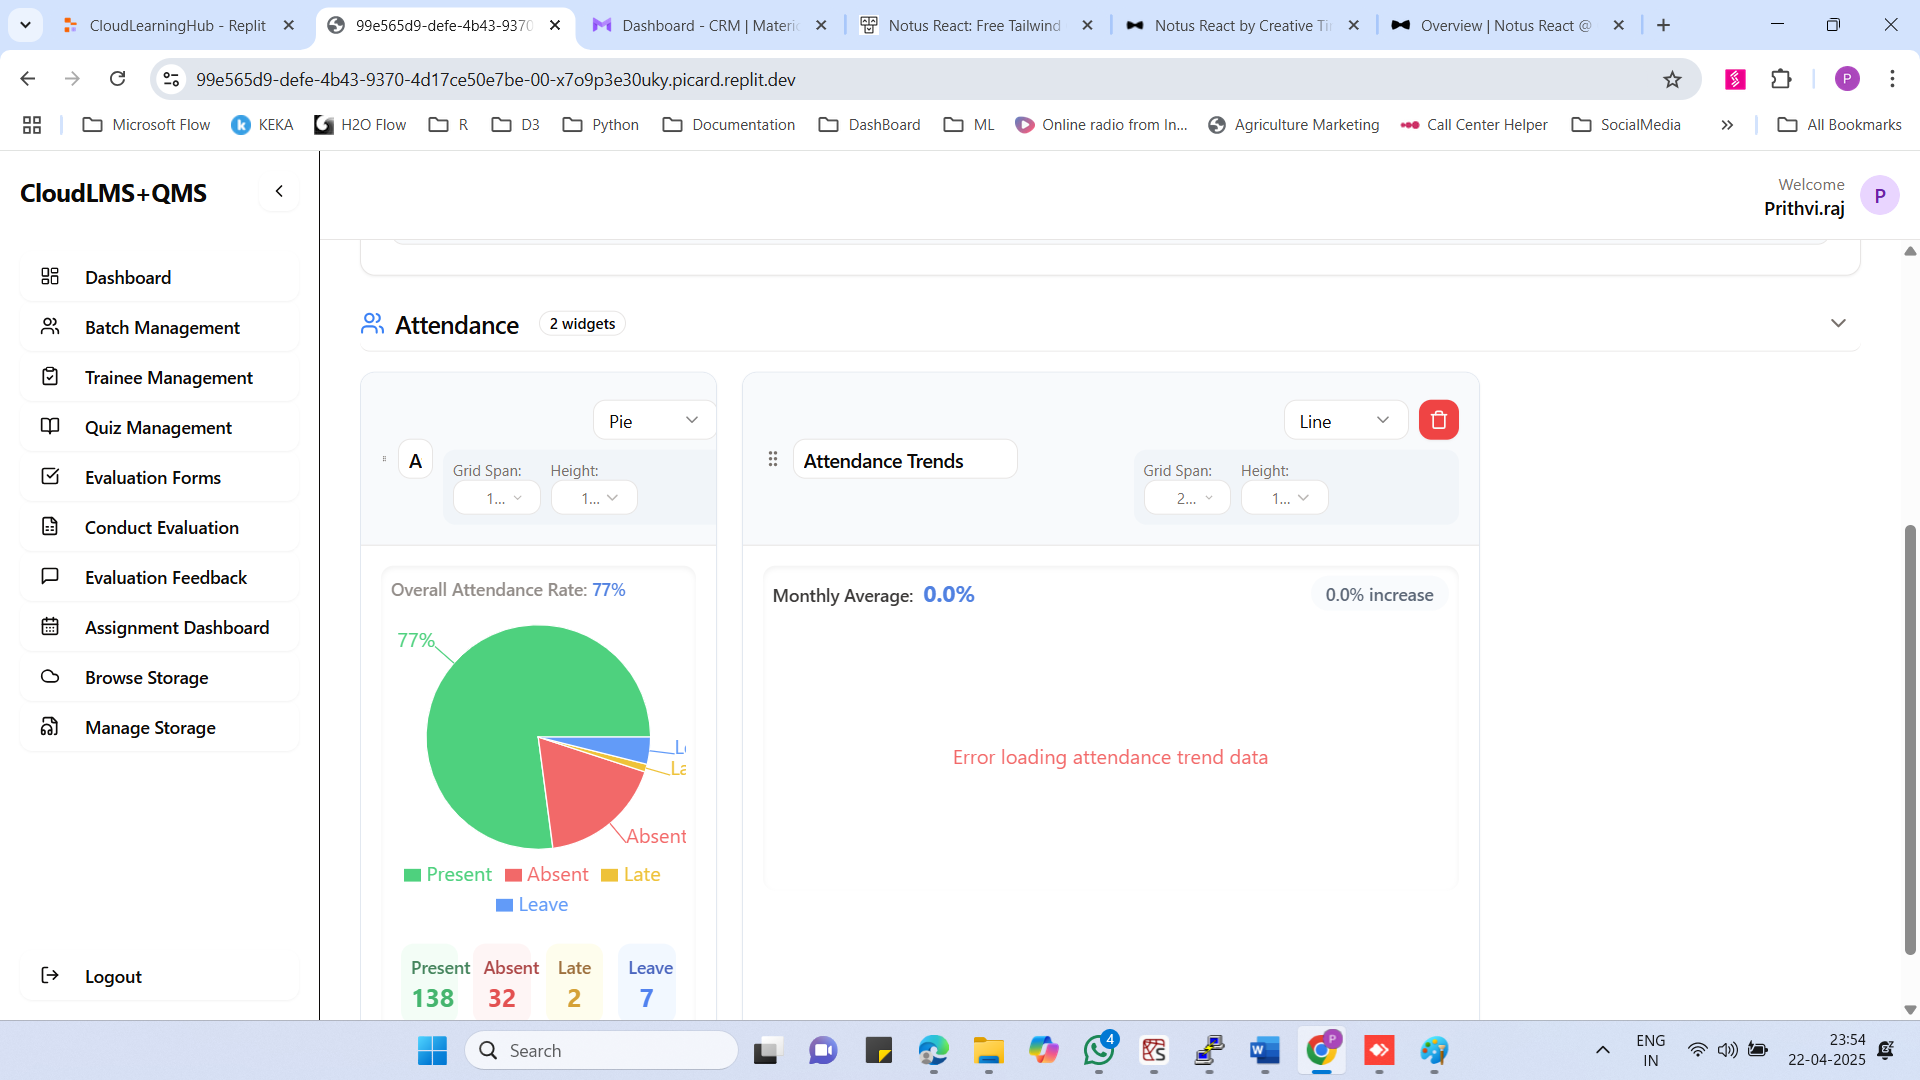 CloudLearningHub - Replit
99e565d9-defe-4b43-9370
Dashboard - CRM | Materi
Notus React: Free Tailwind
Notus React by Creative Ti
Overview | Notus React @
99e565d9-defe-4b43-9370-4d17ce50e7be-00-x7o9p3e30uky.picard.replit.dev
P
Microsoft Flow
KEKA
H2O Flow
R
D3
Python
Documentation
DashBoard
ML
Online radio from In...
Agriculture Marketing
Call Center Helper
SocialMedia
All Bookmarks
CloudLMS+QMS
Welcome
Prithvi.raj
P
Dashboard
Batch Management
Trainee Management
Quiz Management
Evaluation Forms
Conduct Evaluation
Evaluation Feedback
Assignment Dashboard
Browse Storage
Manage Storage
Logout
Attendance
2 widgets
Pie
A
Grid Span:
Height:
1...
1...
Overall Attendance Rate: 77%
77%
L
La
Absent
Present
Absent
Late
Leave
Present
138
Absent
32
Late
2
Leave
7
Line
Attendance Trends
Grid Span:
Height:
2...
1...
Monthly Average: 0.0%
0.0% increase
Error loading attendance trend data
Search
4
P
ENG
IN
23:54
22-04-2025